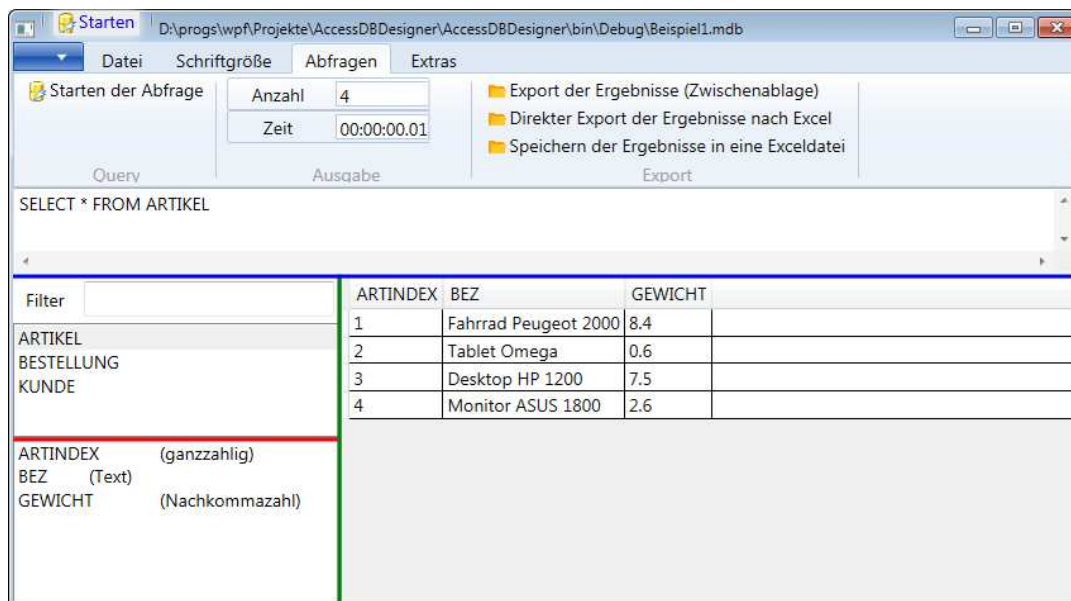 Starten D:\progs\wpf\Projekte\AccessDBDesigner\AccessDBDesigner\bin\Debug\Beispiel1.mdb
Datei Schriftgröße Abfragen Extras
Starten der Abfrage Anzahl 4 Export der Ergebnisse (Zwischenablage)
Zeit 00:00:00.01 Direkter Export der Ergebnisse nach Excel
Speichern der Ergebnisse in eine Exceldatei
Query Ausgabe Export
SELECT * FROM ARTIKEL
Filter ARTINDEX BEZ GEWICHT
1 Fahrrad Peugeot 2000 8.4
ARTIKEL
2 Tablet Omega 0.6
BESTELLUNG
3 Desktop HP 1200 7.5
KUNDE
4 Monitor ASUS 1800 2.6
ARTINDEX (ganzzahlig)
BEZ (Text)
GEWICHT (Nachkommazahl)